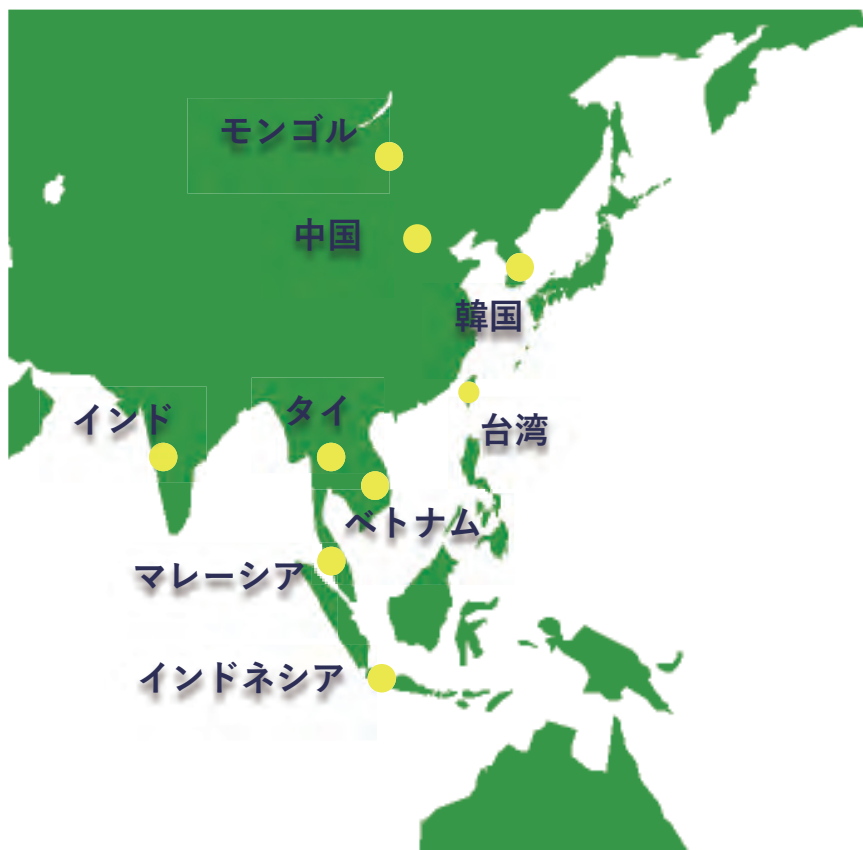 モンゴル
中国
韓国
インド
タイ
台湾
ベトナム
マレーシア
インドネシア